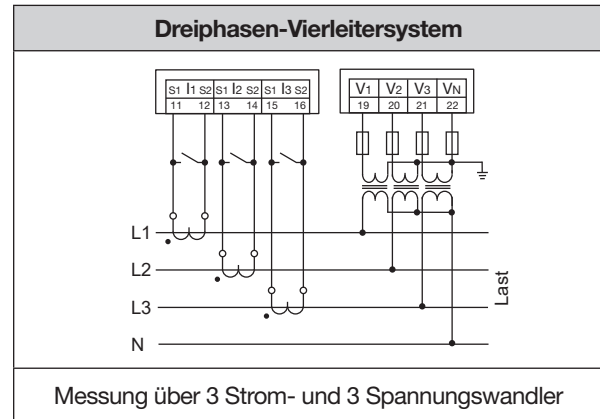 Dreiphasen-Vierleitersystem
S1 I1 S2 S1 I2 S2 S1 I3 S2
11 12 13 14 15 16
V1 V2 V3 VN
19 20 21 22
L1
L2
L3
N
Last
Messung über 3 Strom- und 3 Spannungswandler